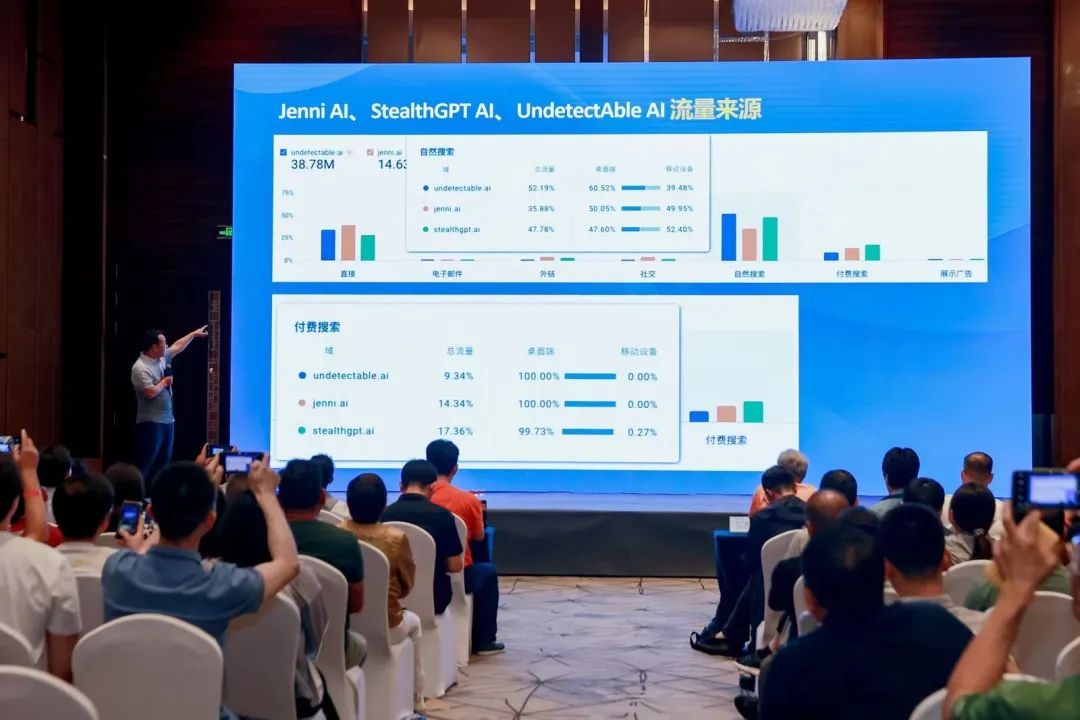 Jenni AI、 StealthGPT AI、 UndetectAble AI 流量来源
undetectable.ai
jenni.ai
38.78M
14.63
75%
50%
25%
0%
自然搜索
域 总流量 桌面端 移动设备
undetectable.ai 52.19% 60.52% 39.48%
jenni.ai 35.88% 50.05% 49.95%
stealthgpt.ai 47.78% 47.60% 52.40%
直接 电子邮件 外链 社交 自然搜索 付费搜索 展示广告
付费搜索
域 总流量 桌面端 移动设备
undetectable.ai 9.34% 100.00% 0.00%
jenni.ai 14.34% 100.00% 0.00%
stealthgpt.ai 17.36% 99.73% 0.27%
付费搜索